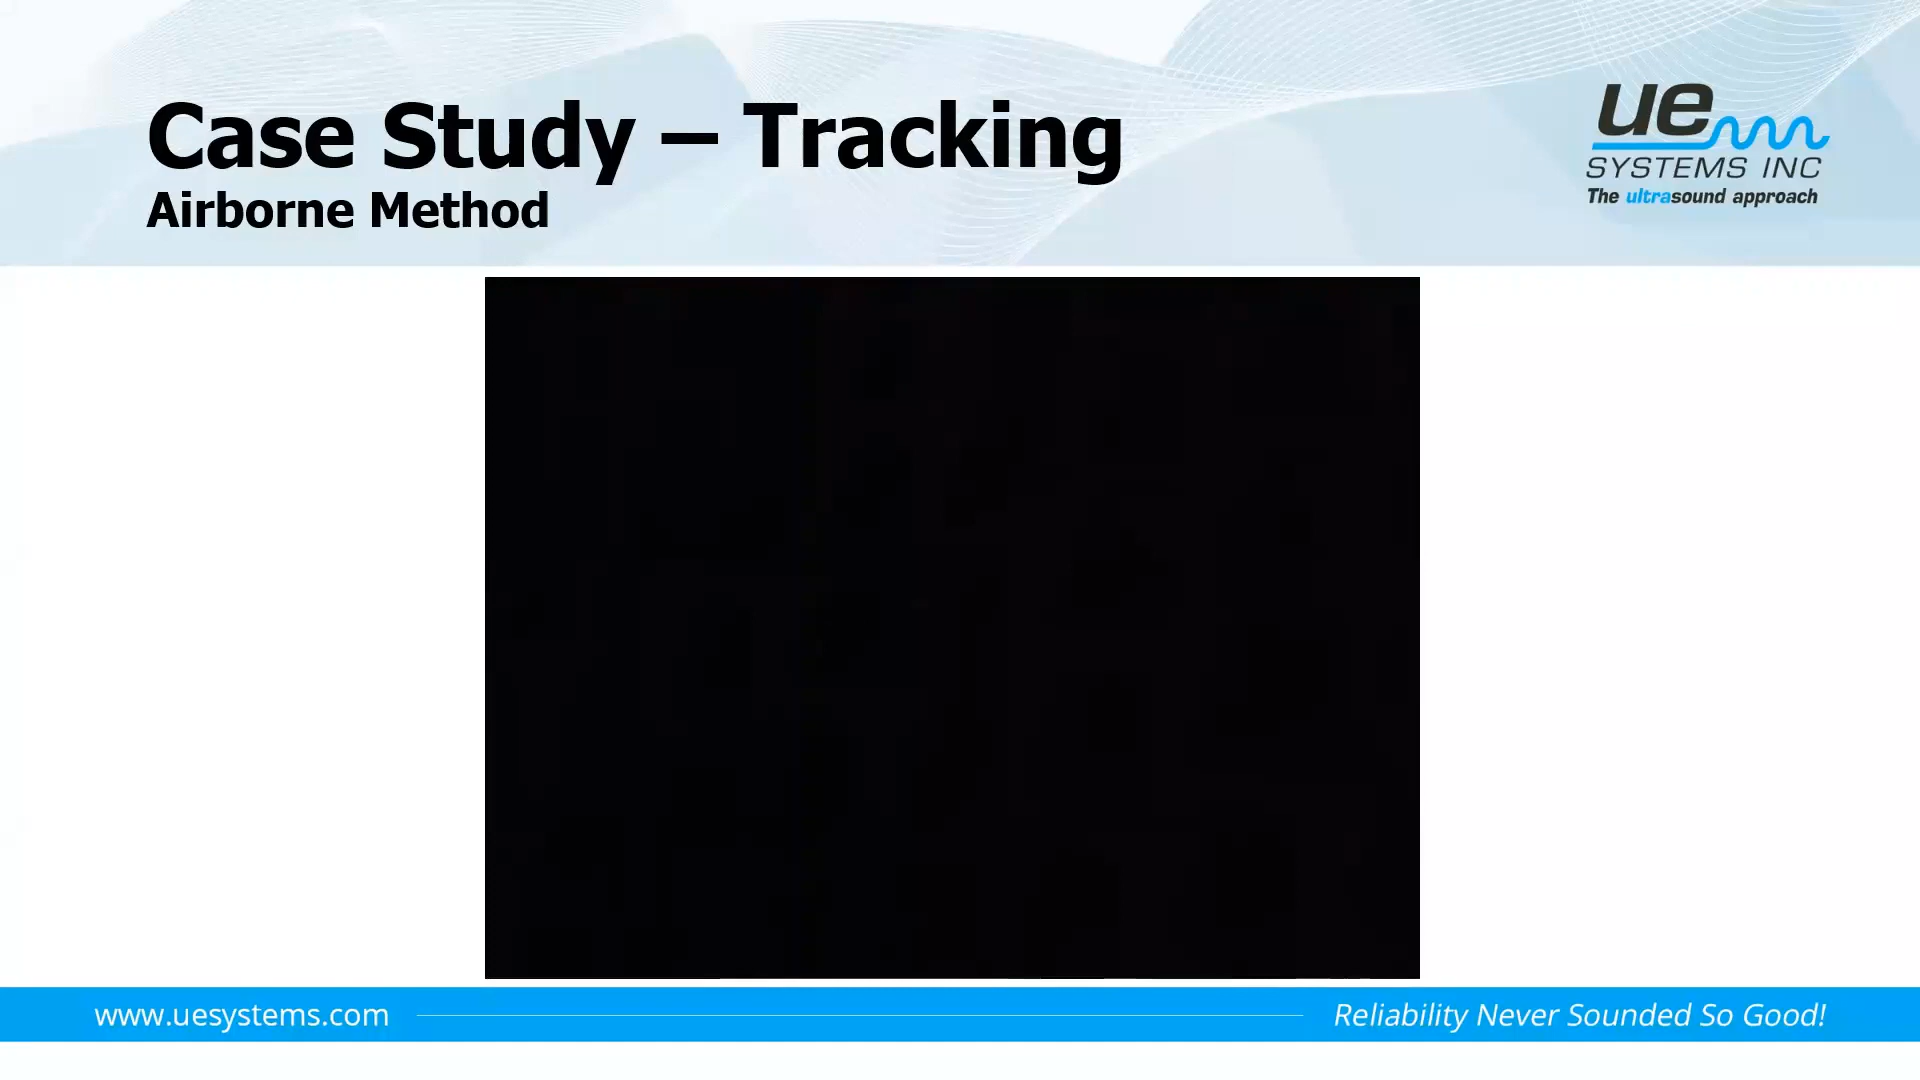 Case Study – Tracking
Airborne Method
ue
SYSTEMS INC
The ultrasound approach
www.uesystems.com
Reliability Never Sounded So Good!